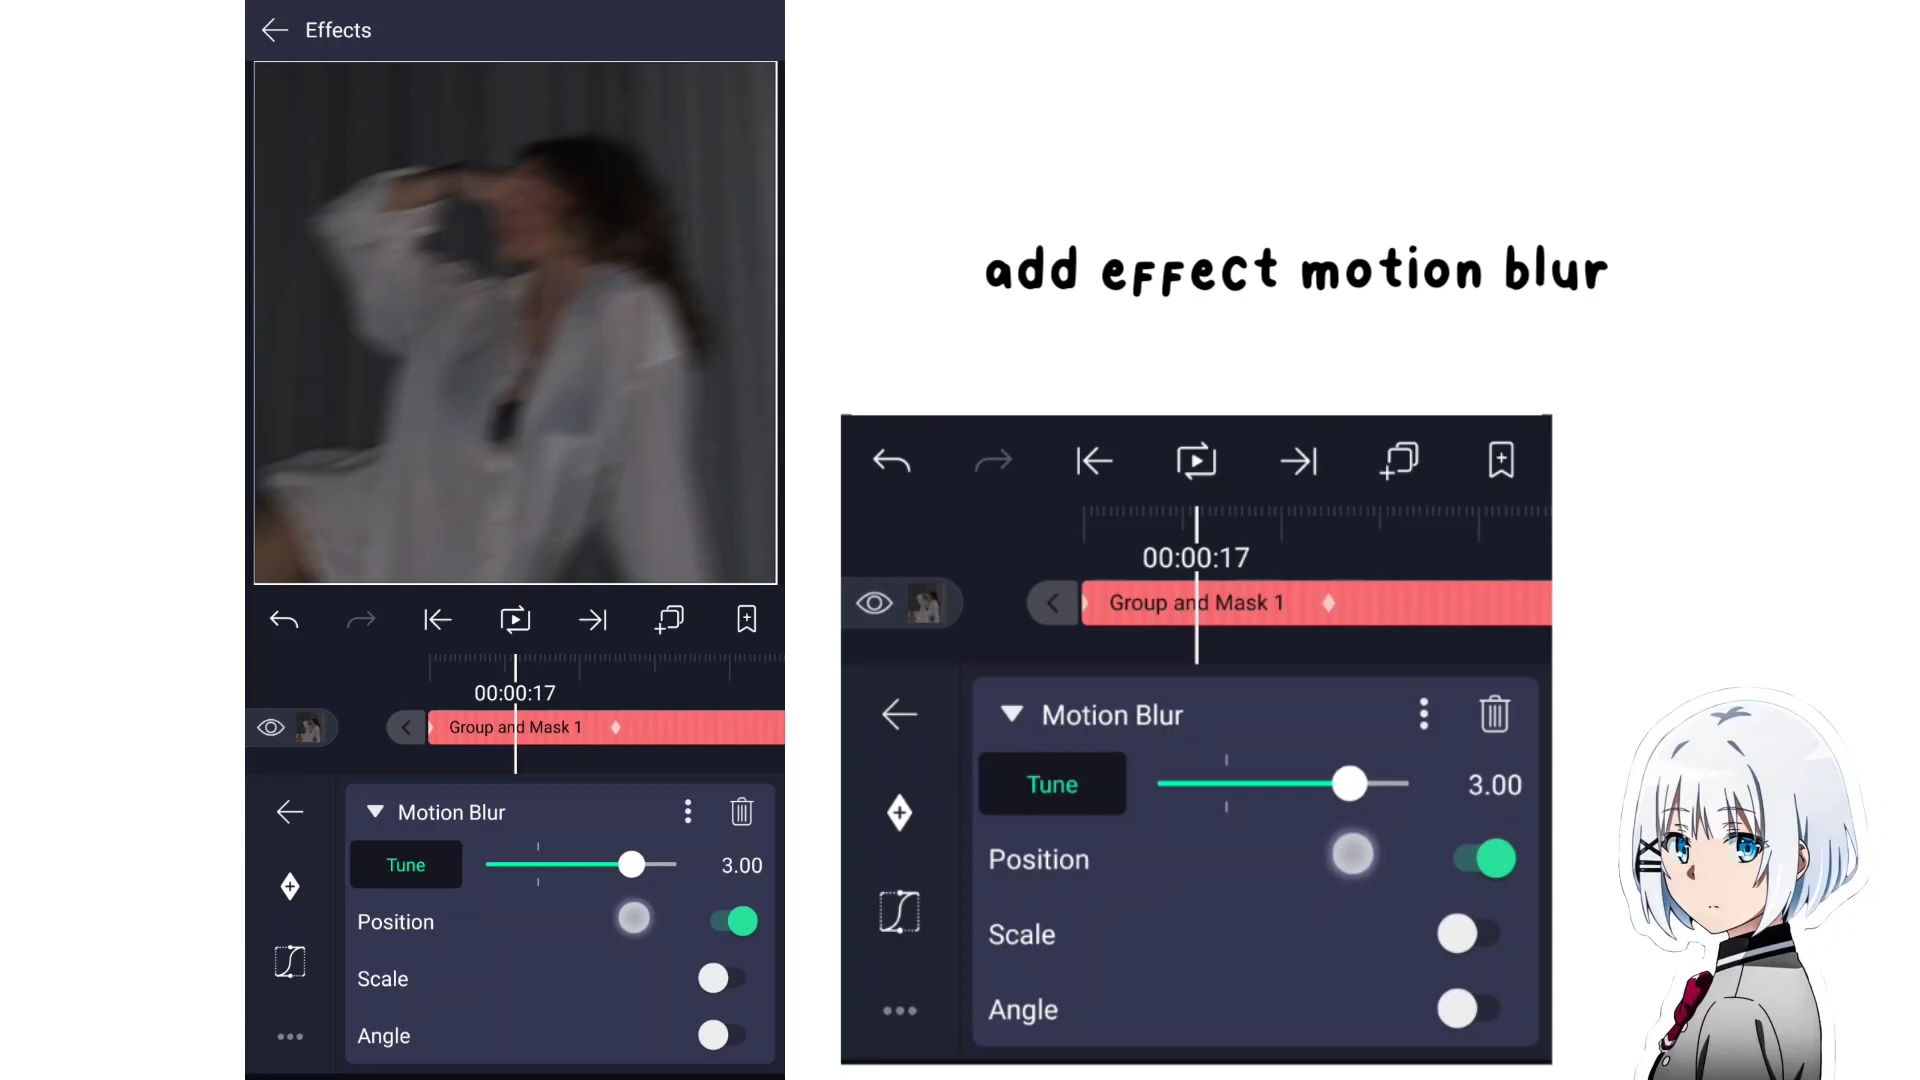 Effects
00:00:17
Group and Mask 1
Motion Blur
Tune
3.00
Position
Scale
Angle
add effect motion blur
00:00:17
Group and Mask 1
Motion Blur
Tune
3.00
Position
Scale
Angle